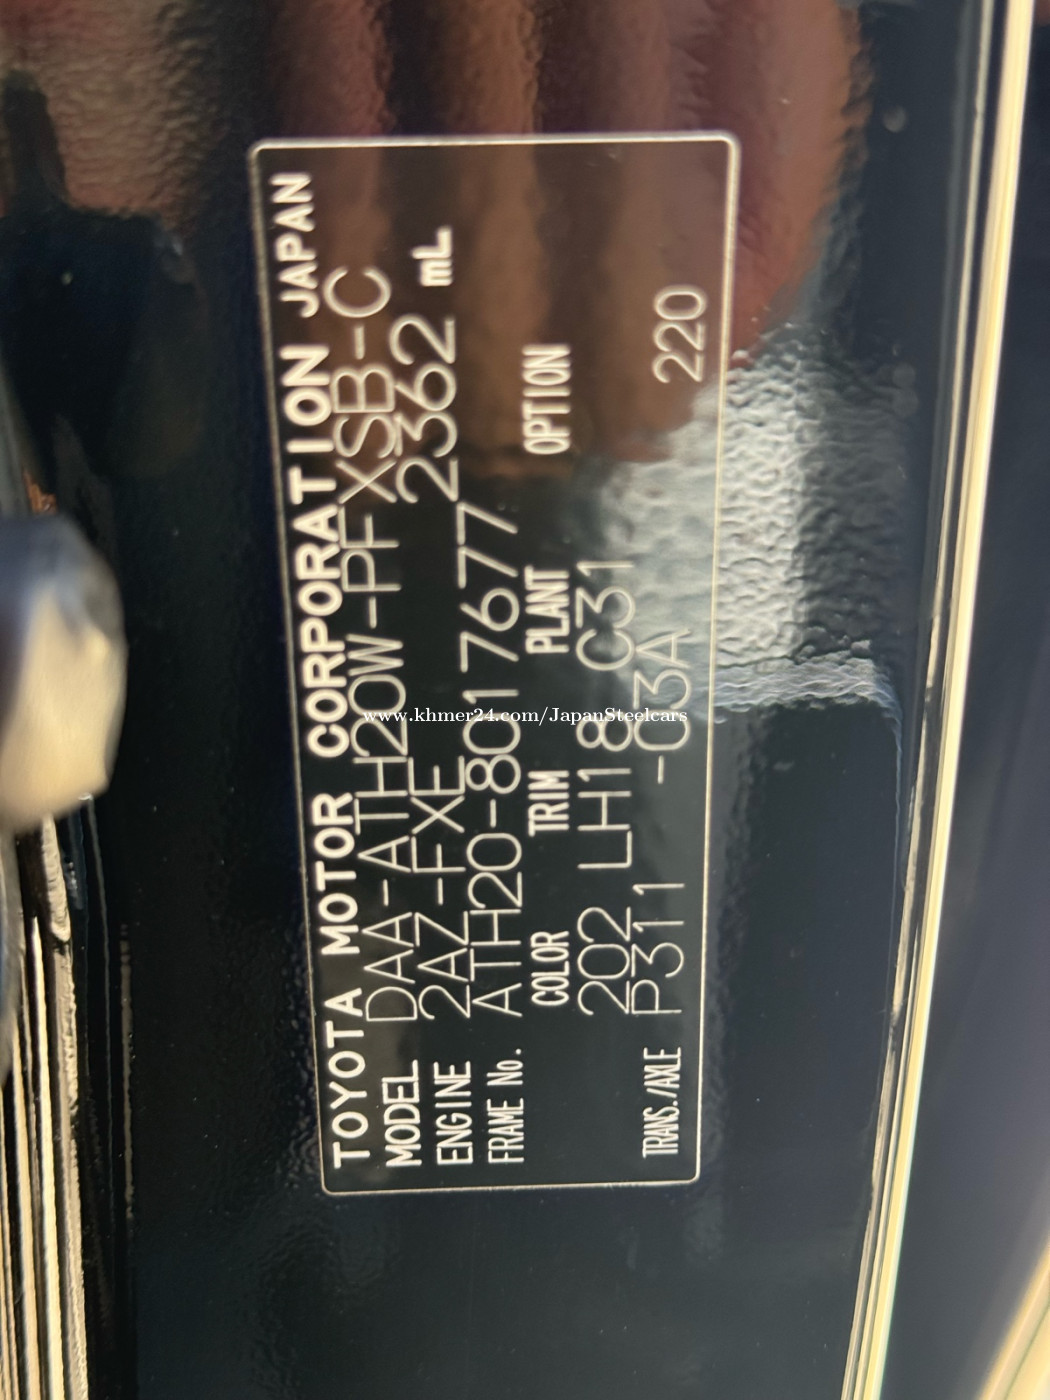 TOYOTA MOTOR CORPORATION JAPAN
MODEL DAA-ATH20W-PFXSB-C
ENGINE 2AZ-FXE 2362 mL
FRAME No. ATH20-8017677
COLOR TRIM PLANT OPTION
202 LH18 C31
TRANS./AXLE P311 -03A 220
www.khmer24.com/JapanSteelcars